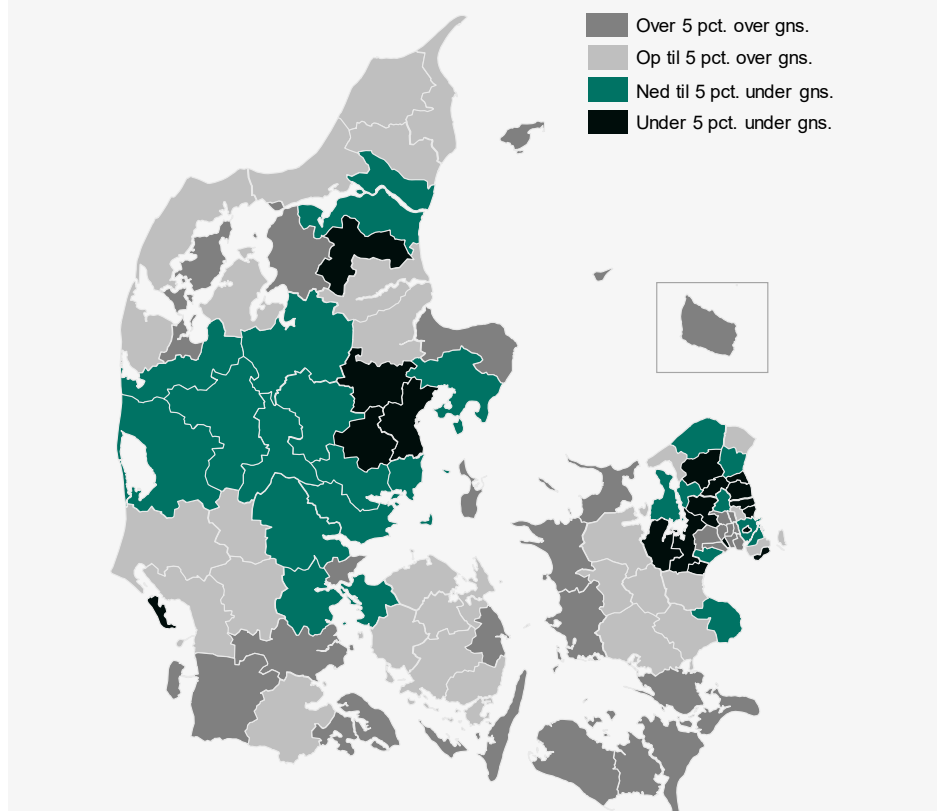 Over 5 pct. over gns.
Op til 5 pct. over gns.
Ned til 5 pct. under gns.
Under 5 pct. under gns.